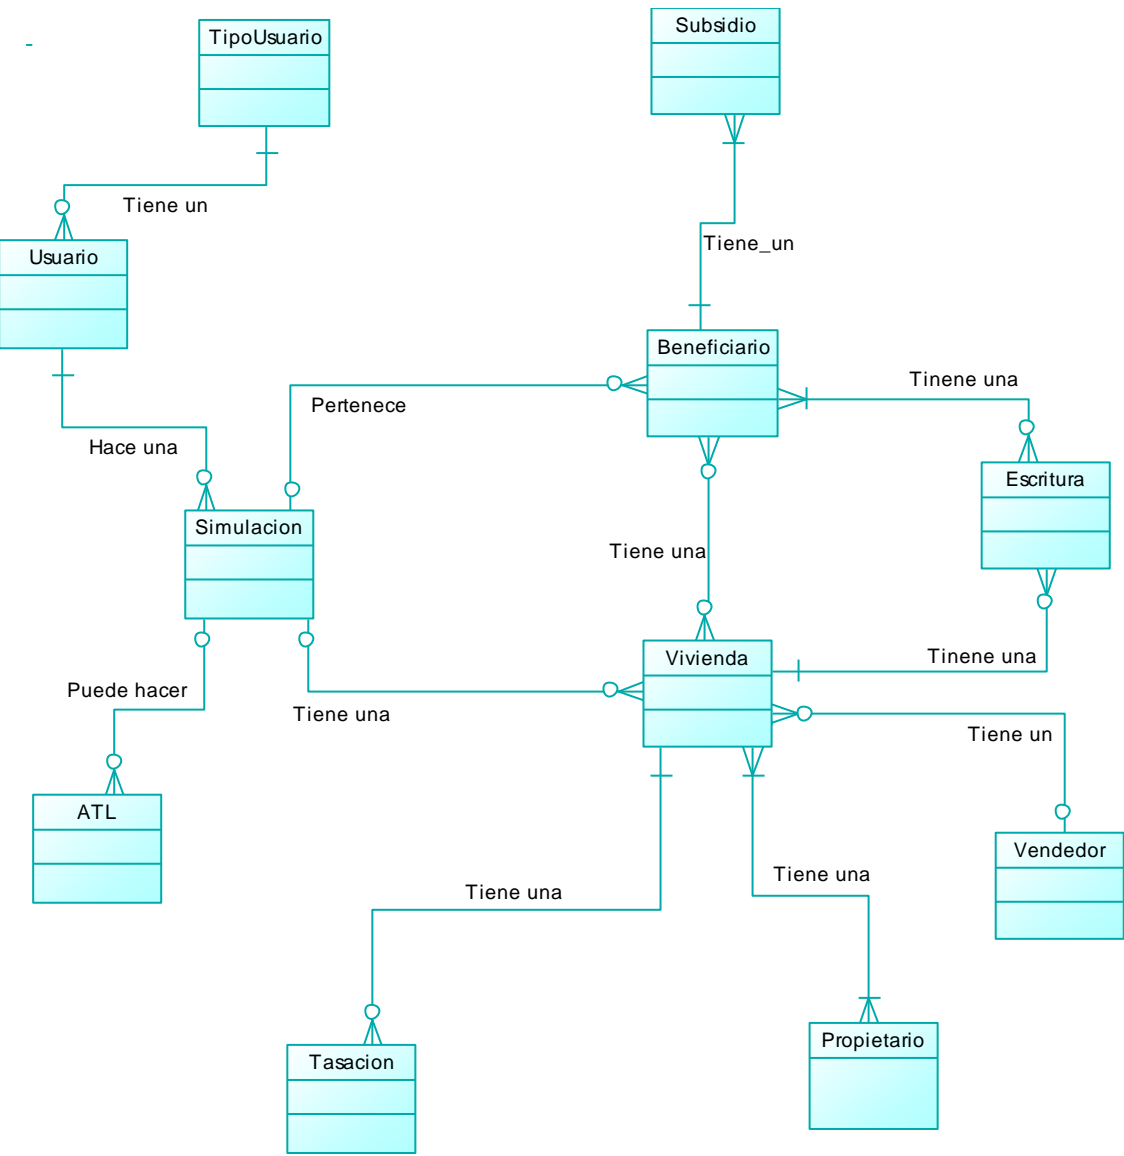 TipoUsuario
Subsidio
Tiene un
Tiene_un
Usuario
Beneficiario
Tinene una
Pertenece
Hace una
Escritura
Simulacion
Tiene una
Tinene una
Vivienda
Puede hacer
Tiene una
Tiene un
ATL
Vendedor
Tiene una
Tiene una
Propietario
Tasacion